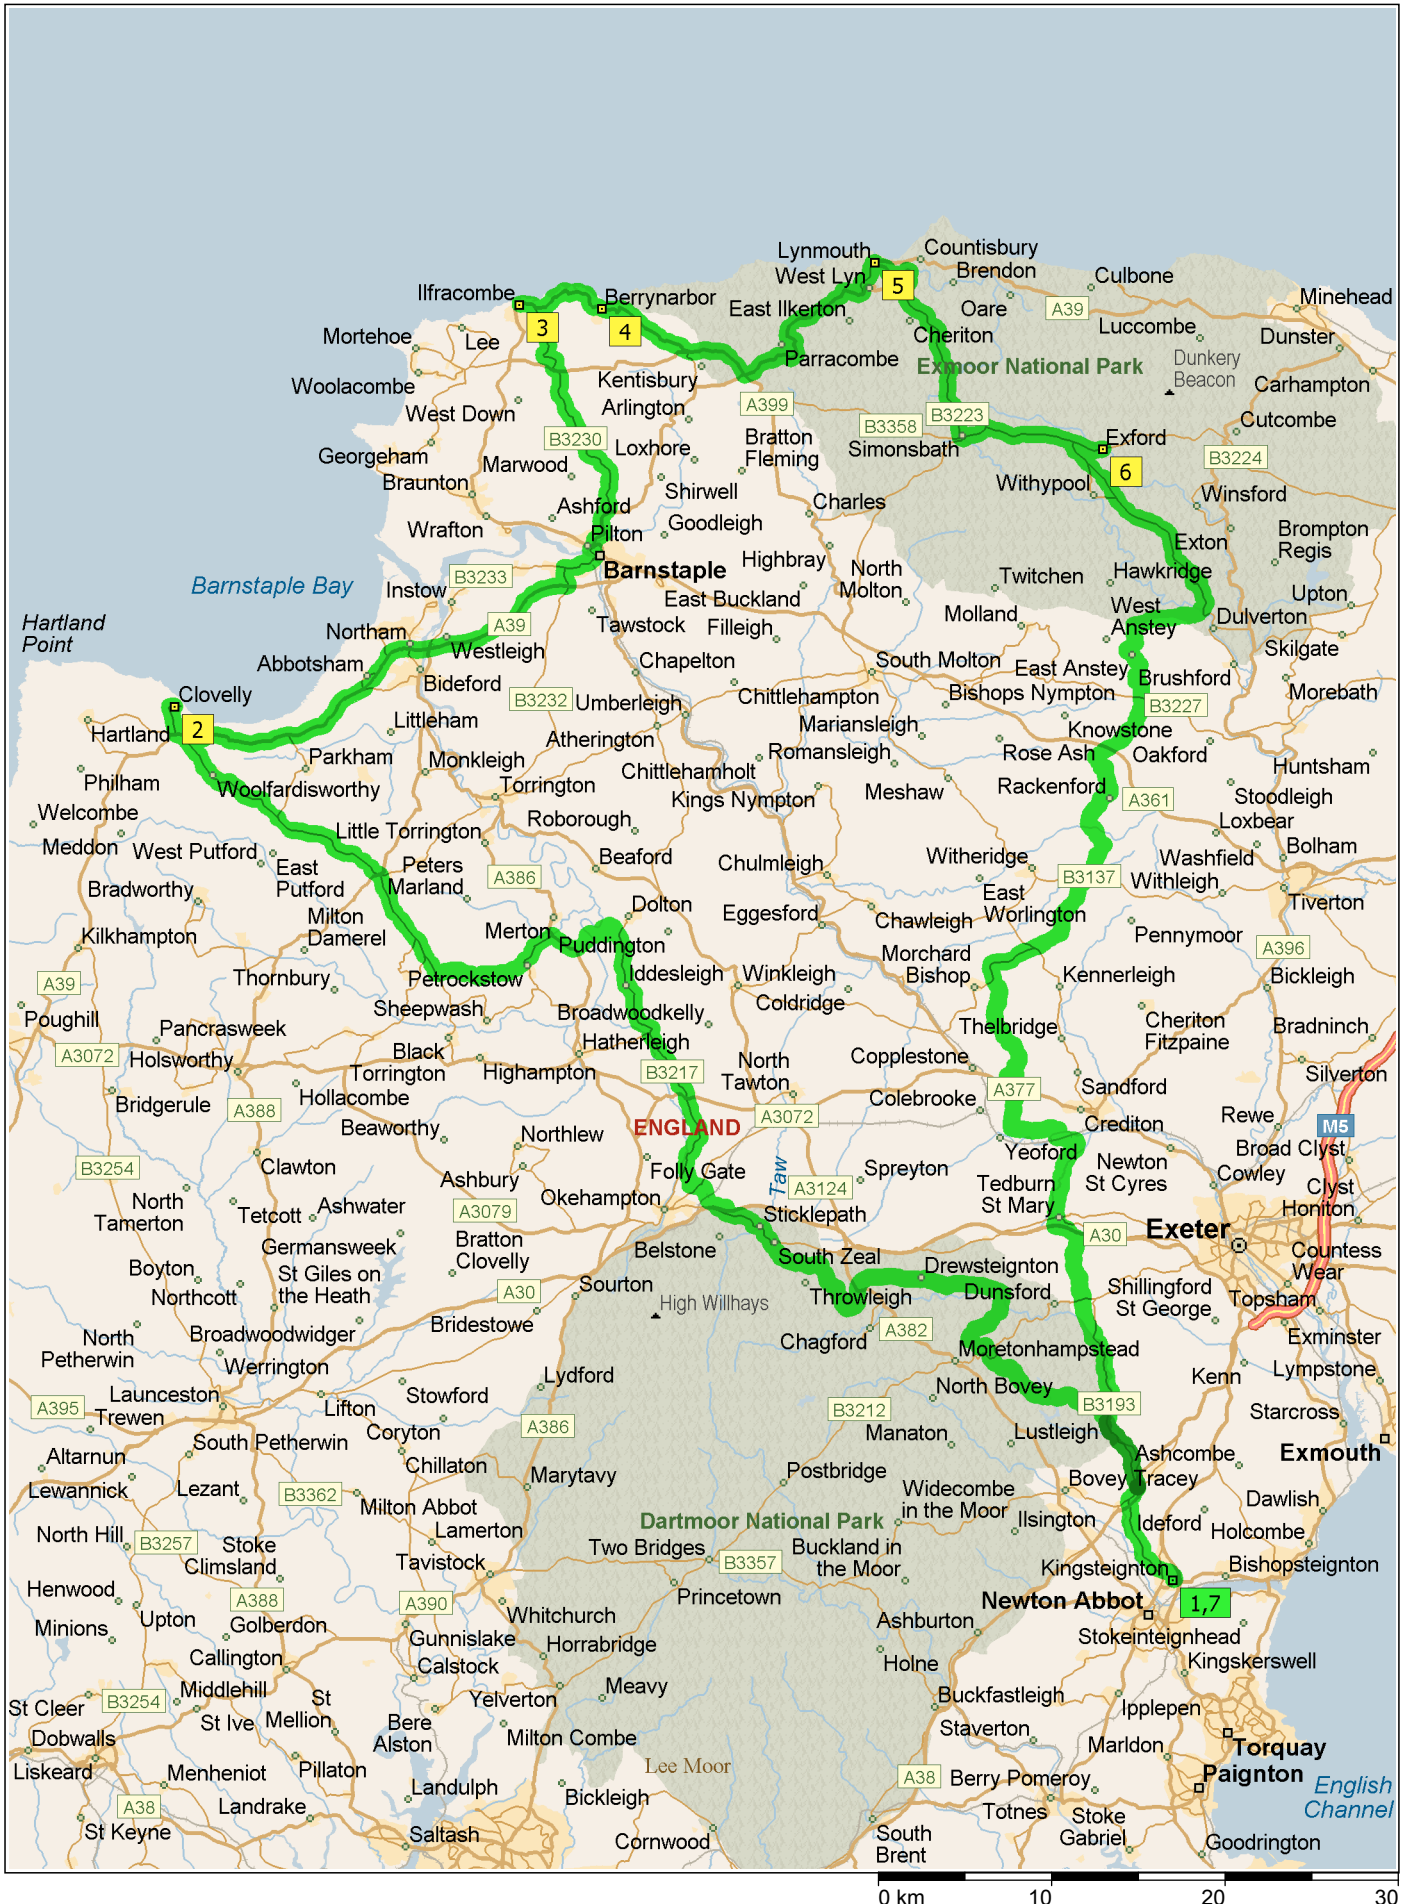 Lynmouth
Countisbury
West Lyn
Brendon
Culbone
Ilfracombe
5
Berrynarbor
East Ilkerton
Oare
A39
Minehead
3
4
Cheriton
Luccombe
Dunster
Mortehoe
Lee
Parracombe
Exmoor National Park
Dunkery
Beacon
Woolacombe
Kentisbury
Carhampton
West Down
Arlington
A399
B3223
Cutcombe
B3230
B3358
Bratton
Fleming
Simonsbath
Exford
Georgeham
Marwood
Loxhore
B3224
6
Braunton
Shirwell
Withypool
Winsford
Ashford
Charles
Wrafton
Pilton
Goodleigh
Exton
Brompton
Regis
Highbray
Barnstaple
North
Molton
Twitchen
Hawkridge
Barnstaple Bay
B3233
Instow
East Buckland
Molland
West
Anstey
Upton
Hartland
Point
Northam
A39
Tawstock
Filleigh
Dulverton
Westleigh
Abbotsham
Chapelton
South Molton
East Anstey
Skilgate
Clovelly
Bideford
B3232
Umberleigh
Chittlehampton
Bishops Nympton
Brushford
Morebath
2
Hartland
Littleham
Mariansleigh
B3227
Knowstone
Atherington
Romansleigh
Rose Ash
Oakford
Parkham
Monkleigh
Huntsham
Philham
Woolfardisworthy
Torrington
Chittlehamholt
Kings Nympton
Meshaw
Rackenford
A361
Stoodleigh
Welcombe
Little Torrington
Roborough
Loxbear
Meddon
West Putford
East
Putford
Peters
Marland
A386
Beaford
Chulmleigh
Witheridge
Washfield
Bolham
Bradworthy
B3137
Withleigh
Milton
Damerel
Dolton
Eggesford
Chawleigh
East
Worlington
Tiverton
Kilkhampton
Merton
Puddington
Pennymoor
A396
Thornbury
Petrockstow
Iddesleigh
Winkleigh
Morchard
Bishop
Kennerleigh
Bickleigh
A39
Poughill
Sheepwash
Broadwoodkelly
Coldridge
Pancrasweek
Thelbridge
Cheriton
Fitzpaine
Bradninch
A3072
Holsworthy
Black
Torrington
Hatherleigh
Highampton
B3217
North
Tawton
Copplestone
Silverton
Bridgerule
A388
Hollacombe
Colebrooke
A377
Sandford
Beaworthy
Northlew
ENGLAND
A3072
Crediton
Rewe
M5
B3254
Clawton
Ashbury
Folly Gate
Taw
Spreyton
Yeoford
Newton
St Cyres
Broad Clyst
Cowley
North
Tamerton
Tetcott
Ashwater
A3079
Okehampton
A3124
Sticklepath
Tedburn
St Mary
Clyst
Honiton
Exeter
A30
Germansweek
Bratton
Clovelly
Belstone
South Zeal
Drewsteignton
Countess
Wear
Boyton
Northcott
St Giles on
the Heath
A30
Sourton
High Willhays
Throwleigh
Dunsford
Shillingford
St George
Topsham
North
Petherwin
Broadwoodwidger
Bridestowe
Chagford
A382
Moretonhampstead
Exminster
Werrington
Lydford
Kenn
Lympstone
A395
Launceston
Trewen
Lifton
Stowford
A386
B3212
North Bovey
B3193
Starcross
Altarnun
South Petherwin
Coryton
Manaton
Lustleigh
Ashcombe
Exmouth
Lewannick
Lezant
B3362
Chillaton
Milton Abbot
Marytavy
Postbridge
Widecombe
in the Moor
Bovey Tracey
Dawlish
North Hill
B3257
Stoke
Climsland
Lamerton
Tavistock
Dartmoor National Park
Two Bridges
B3357
Buckland in
the Moor
Ilsington
Ideford
Holcombe
Bishopsteignton
Henwood
Princetown
Kingsteignton
Newton Abbot
1,7
Upton
A388
Golberdon
A390
Whitchurch
Ashburton
Stokeinteignhead
Minions
Callington
Gunnislake
Horrabridge
Holne
Kingskerswell
Calstock
St Cleer
B3254
Middlehill
St Ive
St
Mellion
Yelverton
Meavy
Buckfastleigh
Ipplepen
Dobwalls
Bere
Alston
Milton Combe
Staverton
Marldon
Torquay
Liskeard
Menheniot
Pillaton
Lee Moor
Paignton
A38
Landrake
Landulph
Bickleigh
A38
Berry Pomeroy
Totnes
English
Channel
St Keyne
Saltash
Cornwood
South
Brent
Stoke
Gabriel
Goodrington
0 km
10
20
30